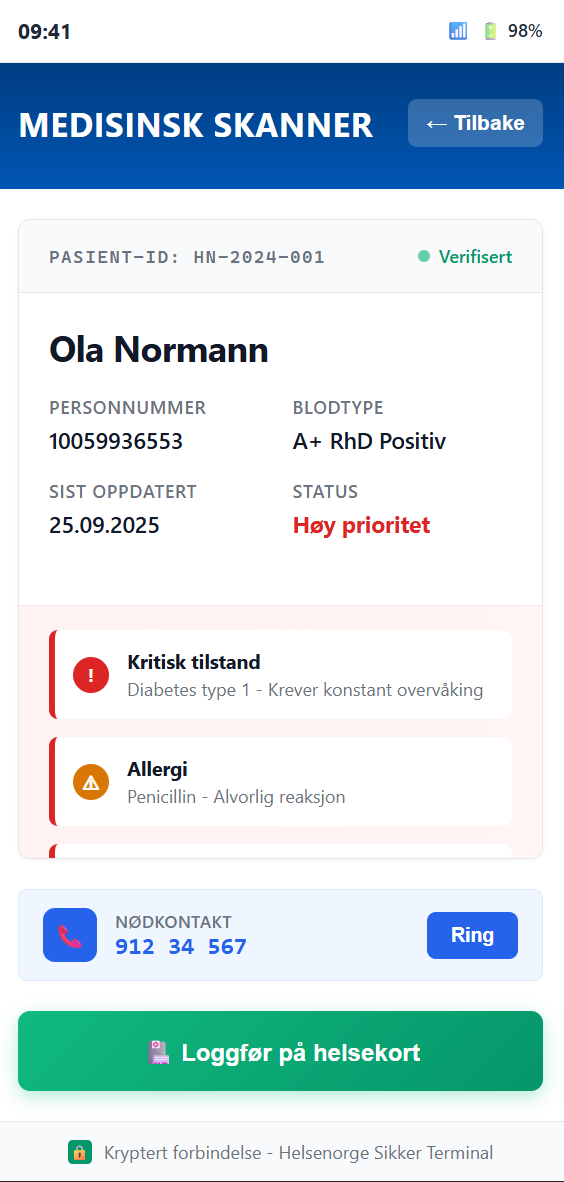 09:41
98%
MEDISINSK SKANNER
← Tilbake
PASIENT-ID: HN-2024-001
Verifisert
Ola Normann
PERSONNUMMER
BLODTYPE
10059936553
A+ RhD Positiv
SIST OPPDATERT
STATUS
25.09.2025
Høy prioritet
Kritisk tilstand
Diabetes type 1 - Krever konstant overvåking
Allergi
Penicillin - Alvorlig reaksjon
NØDKONTAKT
912 34 567
Ring
Loggfør på helsekort
Kryptert forbindelse - Helsenorge Sikker Terminal